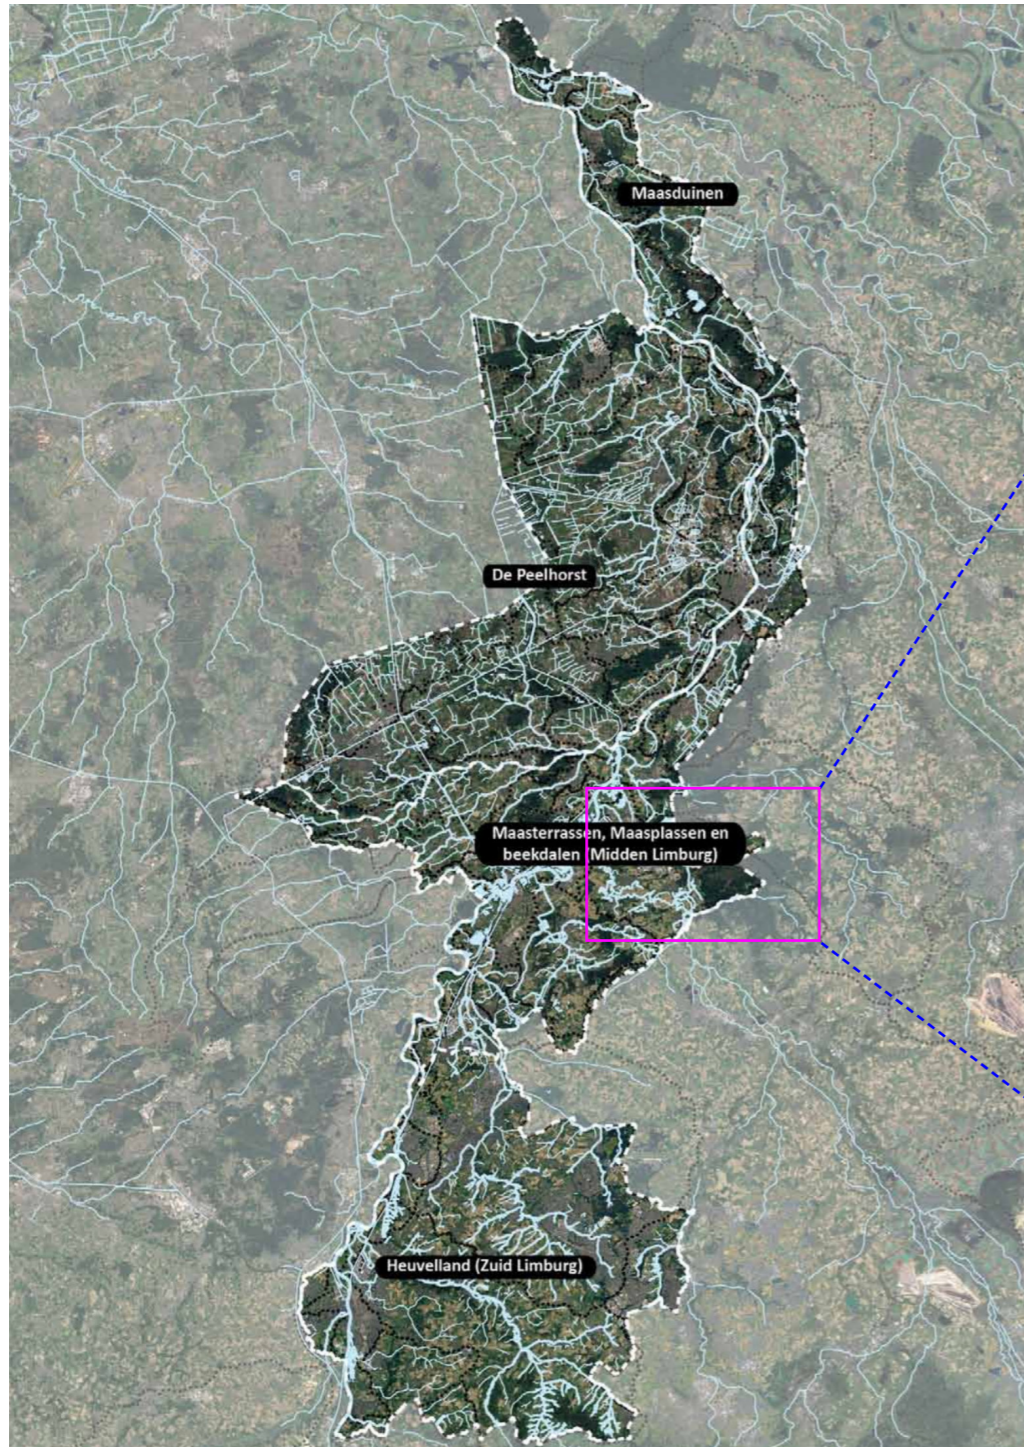 Maasduinen
De Peelhorst
Maasterrassen, Maasplassen en
beekdalen (Midden Limburg)
Heuvelland (Zuid Limburg)